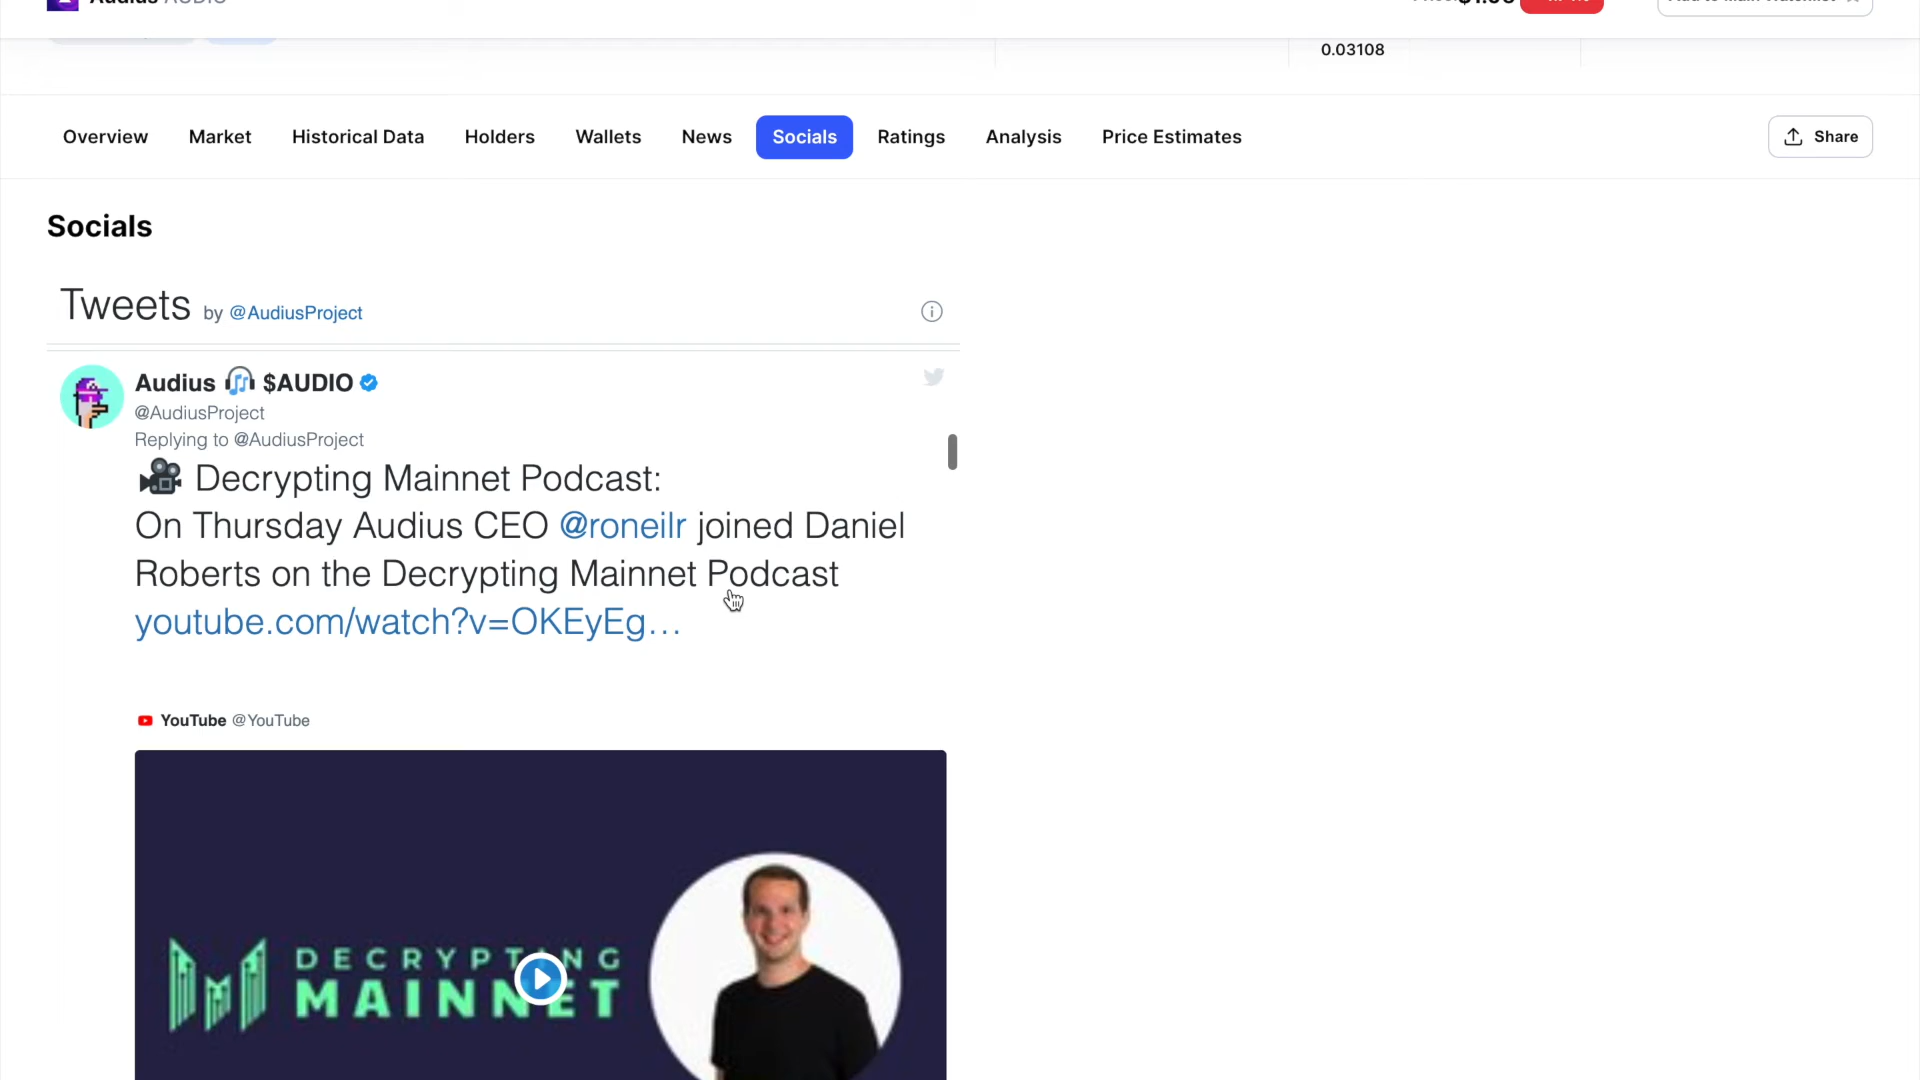 Audius AUDIO
0.03108
Overview Market Historical Data Holders Wallets News Socials Ratings Analysis Price Estimates Share
Socials
Tweets by @AudiusProject
Audius 🎧 $AUDIO
@AudiusProject
Replying to @AudiusProject
🎥 Decrypting Mainnet Podcast:
On Thursday Audius CEO @roneilr joined Daniel
Roberts on the Decrypting Mainnet Podcast
youtube.com/watch?v=OKEyEg…
YouTube @YouTube
DECRYPTING
MAINNET